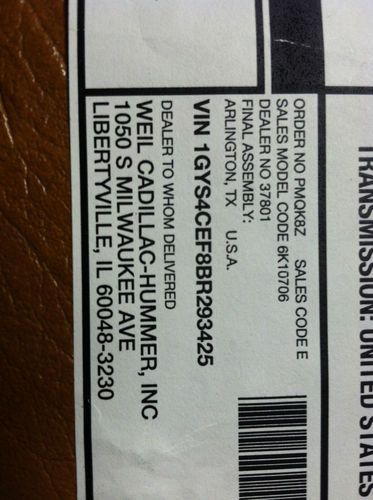 TRANSMISSION: UNITED STATES
ORDER NO PMQK8Z SALES CODE E
SALES MODEL CODE 6K10706
DEALER NO 37801
FINAL ASSEMBLY:
ARLINGTON, TX U.S.A.
VIN 1GYS4CEF8BR293425
DEALER TO WHOM DELIVERED
WEIL CADILLAC-HUMMER, INC
1050 S MILWAUKEE AVE
LIBERTYVILLE, IL 60048-3230